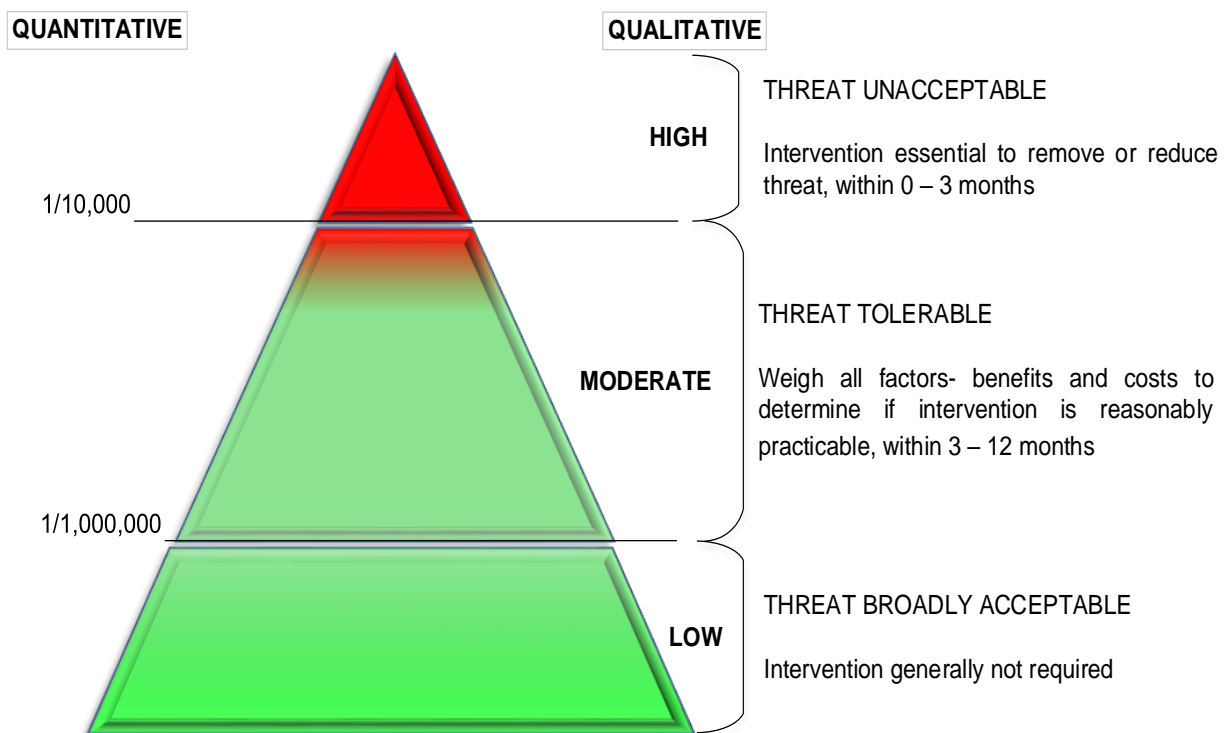 QUANTITATIVE
QUALITATIVE
THREAT UNACCEPTABLE
HIGH
Intervention essential to remove or reduce
threat, within 0 – 3 months
1/10,000
THREAT TOLERABLE
MODERATE
Weigh all factors- benefits and costs to
determine if intervention is reasonably
practicable, within 3 – 12 months
1/1,000,000
THREAT BROADLY ACCEPTABLE
LOW
Intervention generally not required